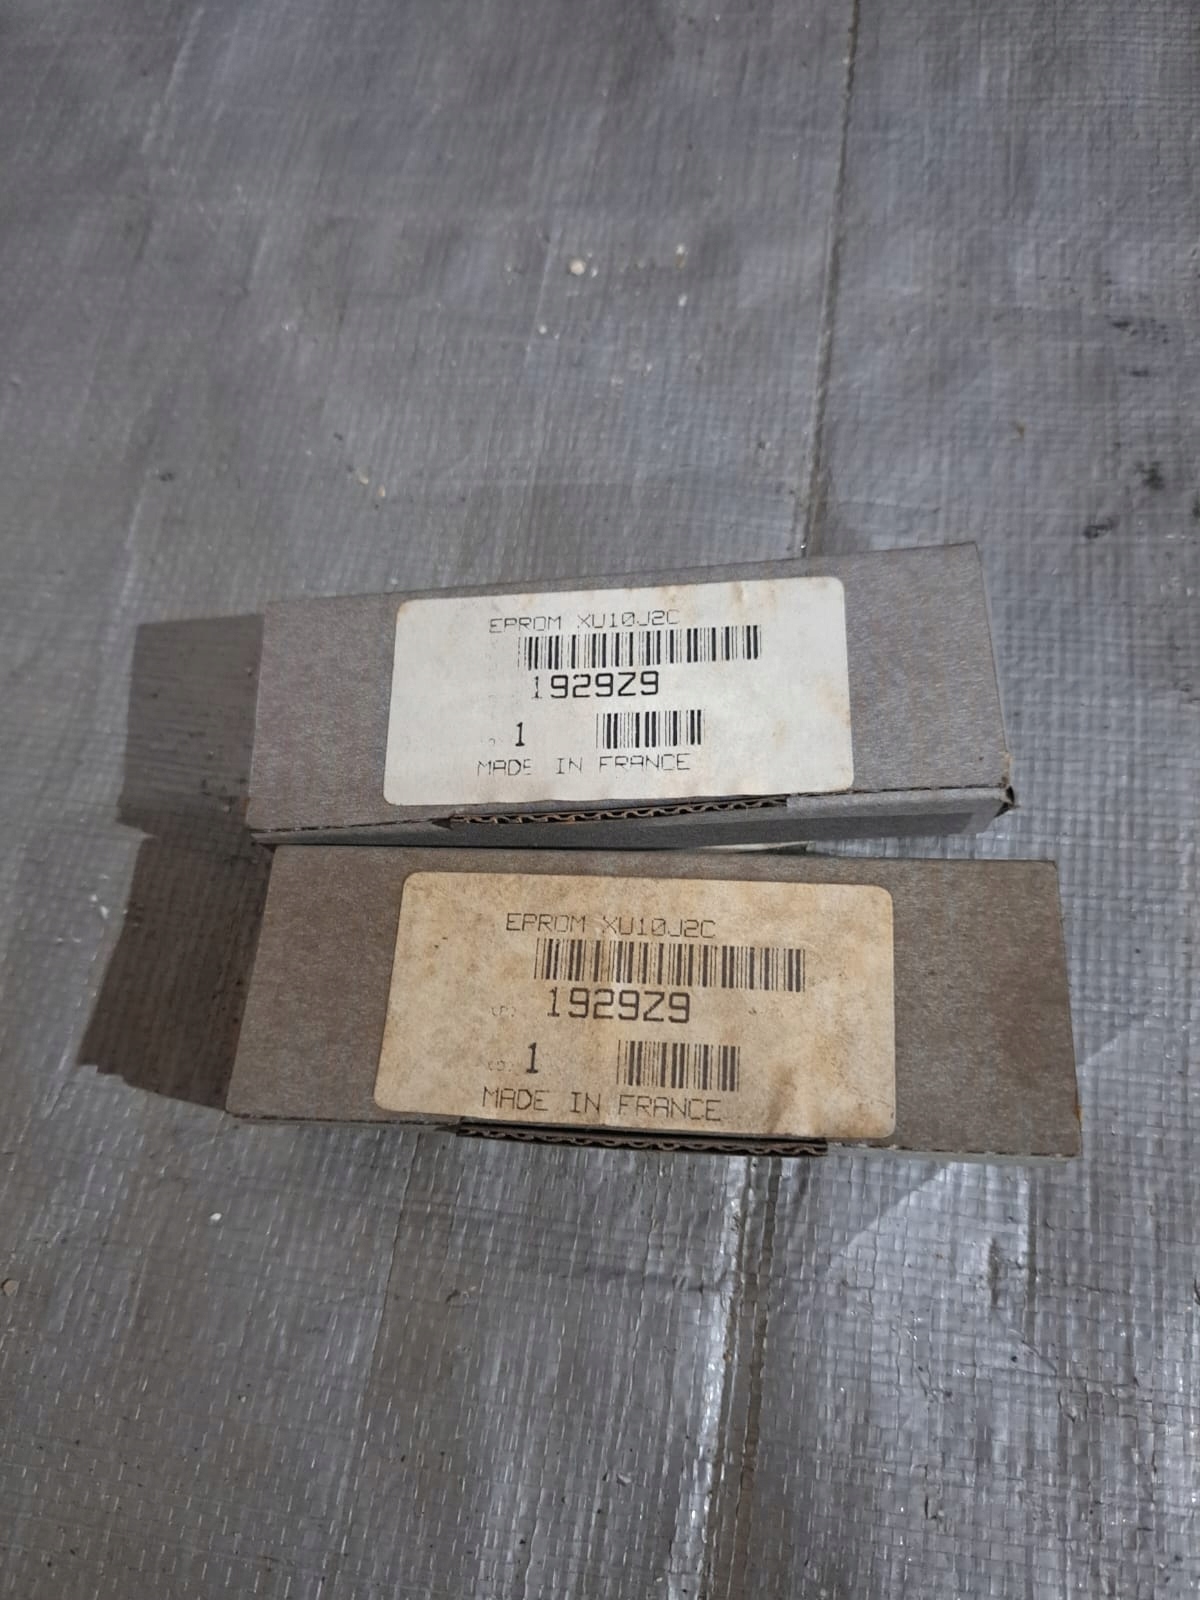 EPROM XU10J2C
1929Z9
1
MADE IN FRANCE
EPROM XU10J2C
1929Z9
1
MADE IN FRANCE